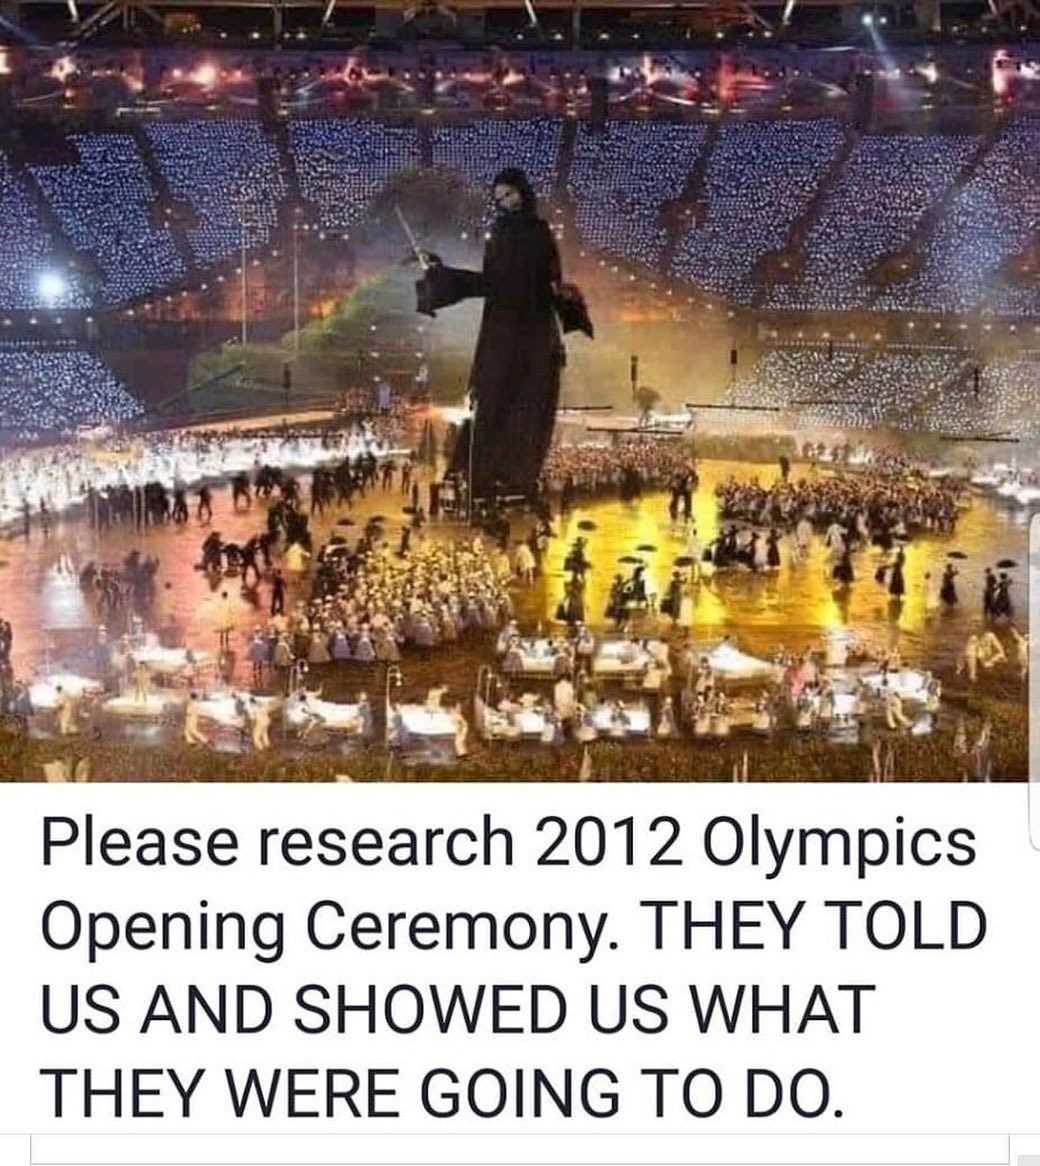 Please research 2012 Olympics
Opening Ceremony. THEY TOLD
US AND SHOWED US WHAT
THEY WERE GOING TO DO.